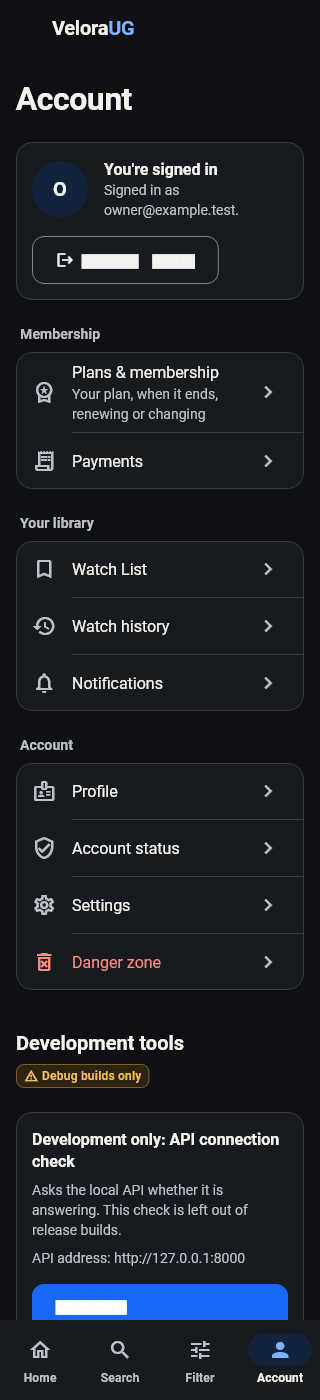 VeloraUG
Account
O
You're signed in
Signed in as
owner@example.test.
Membership
Plans & membership
Your plan, when it ends,
renewing or changing
Payments
Your library
Watch List
Watch history
Notifications
Account
Profile
Account status
Settings
Danger zone
Development tools
Debug builds only
Development only: API connection
check
Asks the local API whether it is
answering. This check is left out of
release builds.
API address: http://127.0.0.1:8000
Home
Search
Filter
Account